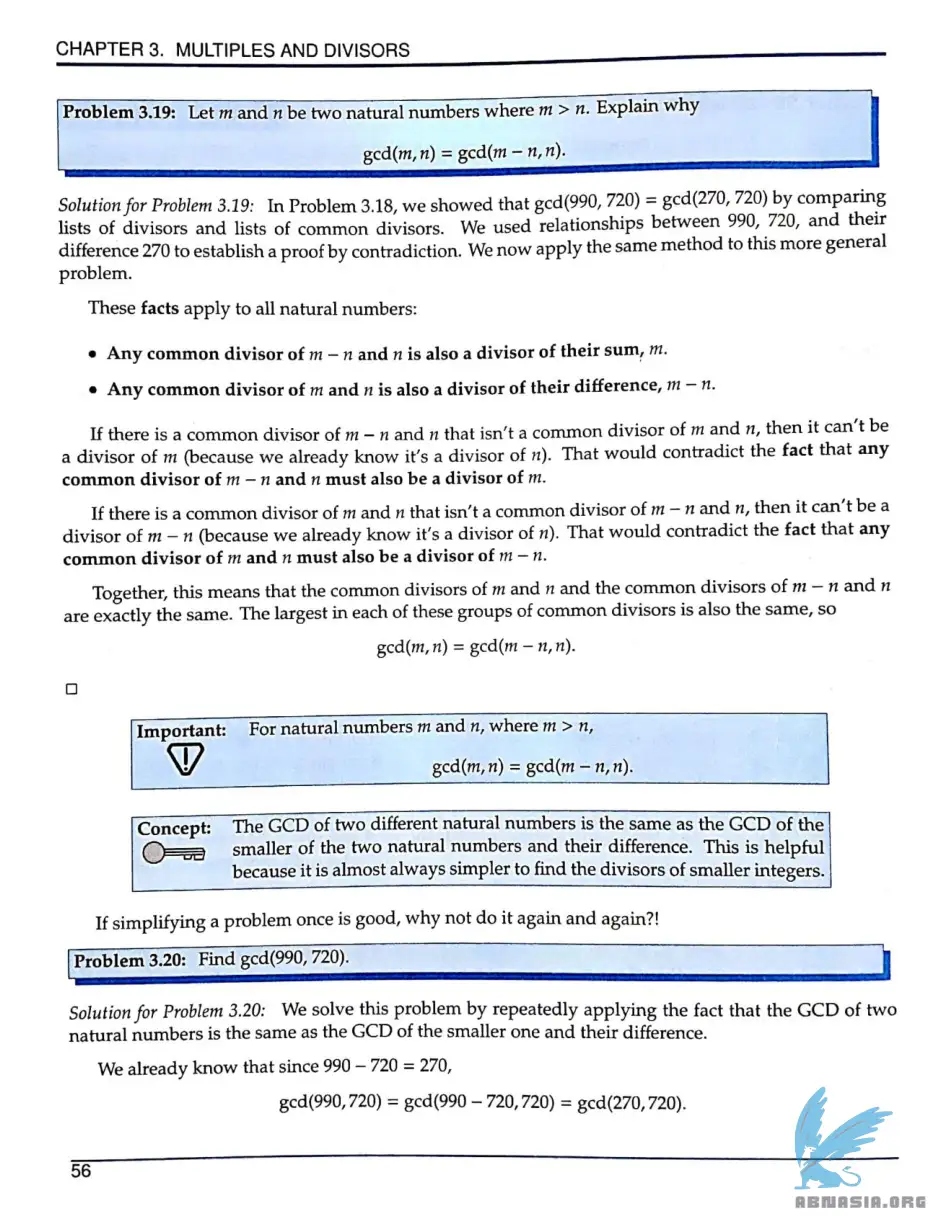 CHAPTER 3. MULTIPLES AND DIVISORS
Problem 3.19: Let m and n be two natural numbers where m > n. Explain why
gcd(m, n) = gcd(m − n, n).
Solution for Problem 3.19: In Problem 3.18, we showed that gcd(990, 720) = gcd(270, 720) by comparing
lists of divisors and lists of common divisors. We used relationships between 990, 720, and their
difference 270 to establish a proof by contradiction. We now apply the same method to this more general
problem.
These facts apply to all natural numbers:
• Any common divisor of m − n and n is also a divisor of their sum, m.
• Any common divisor of m and n is also a divisor of their difference, m − n.
If there is a common divisor of m − n and n that isn't a common divisor of m and n, then it can't be
a divisor of m (because we already know it's a divisor of n). That would contradict the fact that any
common divisor of m − n and n must also be a divisor of m.
If there is a common divisor of m and n that isn't a common divisor of m − n and n, then it can't be a
divisor of m − n (because we already know it's a divisor of n). That would contradict the fact that any
common divisor of m and n must also be a divisor of m − n.
Together, this means that the common divisors of m and n and the common divisors of m − n and n
are exactly the same. The largest in each of these groups of common divisors is also the same, so
gcd(m, n) = gcd(m − n, n).
□
Important: For natural numbers m and n, where m > n,
gcd(m, n) = gcd(m − n, n).
Concept: The GCD of two different natural numbers is the same as the GCD of the
smaller of the two natural numbers and their difference. This is helpful
because it is almost always simpler to find the divisors of smaller integers.
If simplifying a problem once is good, why not do it again and again?!
Problem 3.20: Find gcd(990, 720).
Solution for Problem 3.20: We solve this problem by repeatedly applying the fact that the GCD of two
natural numbers is the same as the GCD of the smaller one and their difference.
We already know that since 990 − 720 = 270,
gcd(990, 720) = gcd(990 − 720, 720) = gcd(270, 720).
56
ABNASIA.ORG